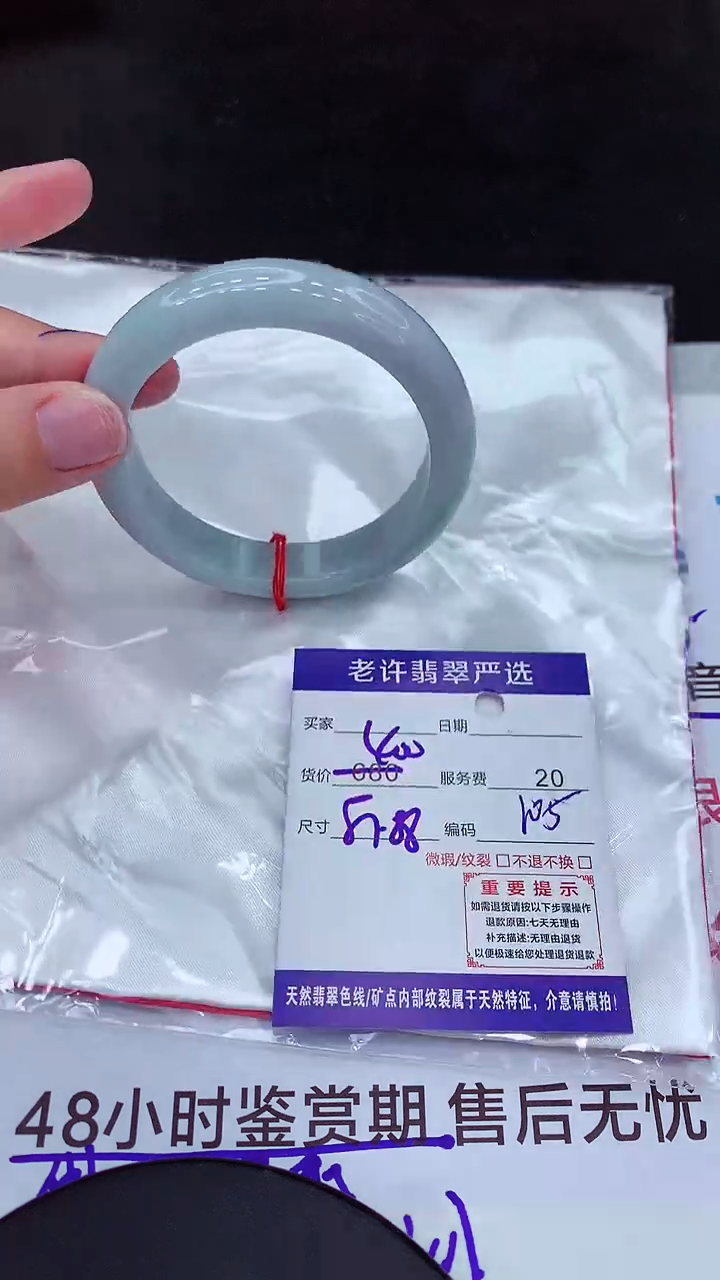 老许翡翠严选
买家 日期
400
货价 服务费 20
尺寸 编码 105
微瑕/纹裂 □ 不退不换 □
重要提示
如需退货请按以下步骤操作
退款原因:七天无理由
补充描述:无理由退货
以便极速给您处理退货退款
天然翡翠色线/矿点内部纹裂属于天然特征，介意请慎拍！
48小时鉴赏期 售后无忧
音